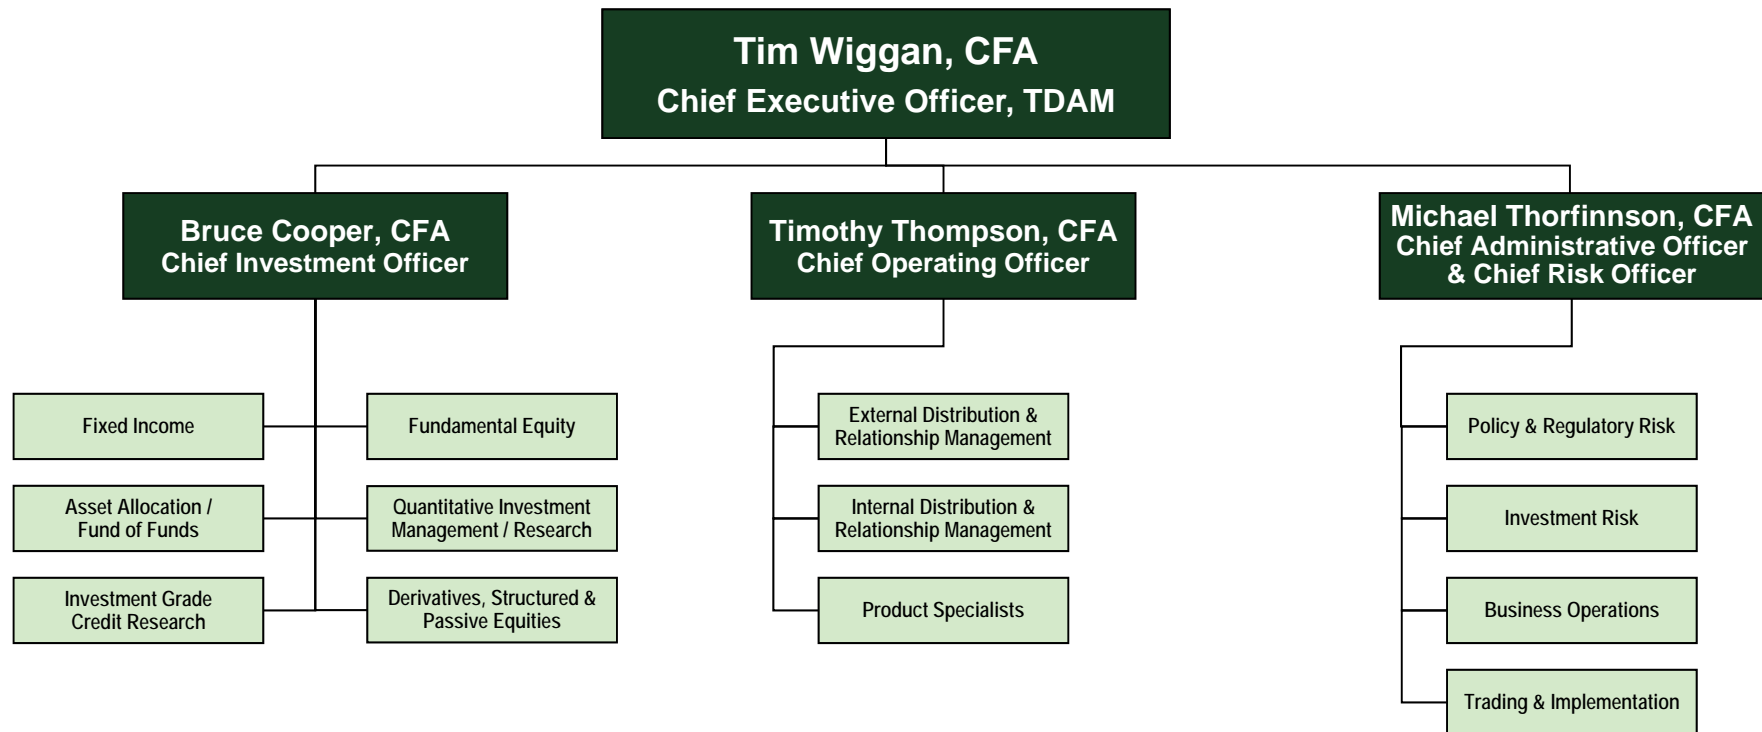 Tim Wiggan, CFA
Chief Executive Officer, TDAM
Bruce Cooper, CFA
Chief Investment Officer
Timothy Thompson, CFA
Chief Operating Officer
Michael Thorfinnson, CFA
Chief Administrative Officer
& Chief Risk Officer
Fixed Income
Fundamental Equity
Asset Allocation /
Fund of Funds
Quantitative Investment
Management / Research
Investment Grade
Credit Research
Derivatives, Structured &
Passive Equities
External Distribution &
Relationship Management
Internal Distribution &
Relationship Management
Product Specialists
Policy & Regulatory Risk
Investment Risk
Business Operations
Trading & Implementation